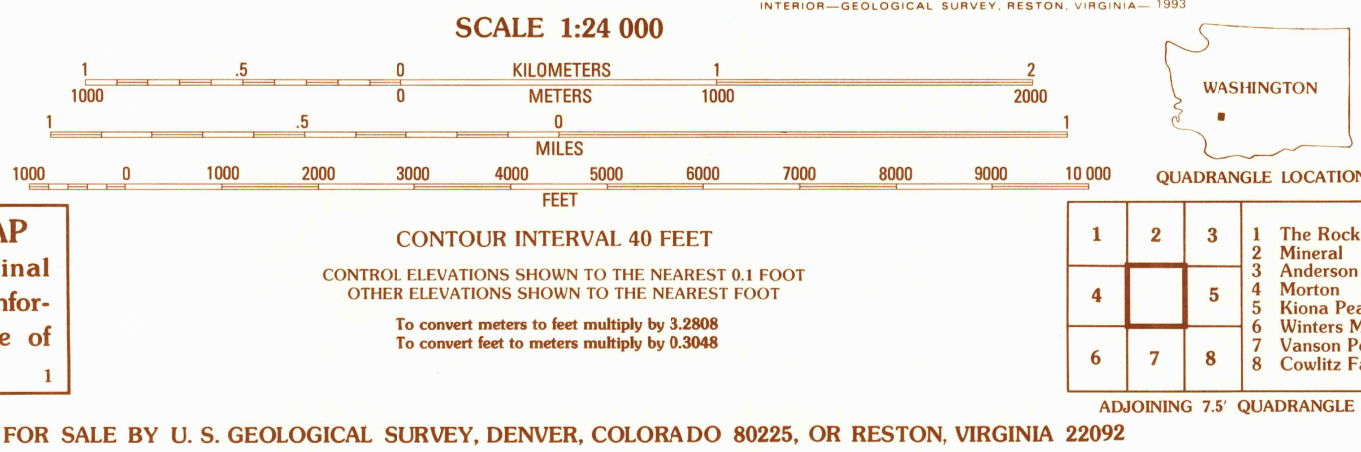 INTERIOR—GEOLOGICAL SURVEY, RESTON, VIRGINIA—1993
SCALE 1:24 000
1 .5 0 KILOMETERS 1 2
1000 0 METERS 1000 2000
1 .5 0 1
MILES
1000 0 1000 2000 3000 4000 5000 6000 7000 8000 9000 10 000
FEET
WASHINGTON
QUADRANGLE LOCATION
CONTOUR INTERVAL 40 FEET
CONTROL ELEVATIONS SHOWN TO THE NEAREST 0.1 FOOT
OTHER ELEVATIONS SHOWN TO THE NEAREST FOOT
To convert meters to feet multiply by 3.2808
To convert feet to meters multiply by 0.3048
AP
inal
nfor-
e of
1
1 2 3
4 5
6 7 8
1 The Rock
2 Mineral
3 Anderson
4 Morton
5 Kiona Pea
6 Winters M
7 Vanson Pe
8 Cowlitz Fa
ADJOINING 7.5′ QUADRANGLE
FOR SALE BY U. S. GEOLOGICAL SURVEY, DENVER, COLORADO 80225, OR RESTON, VIRGINIA 22092